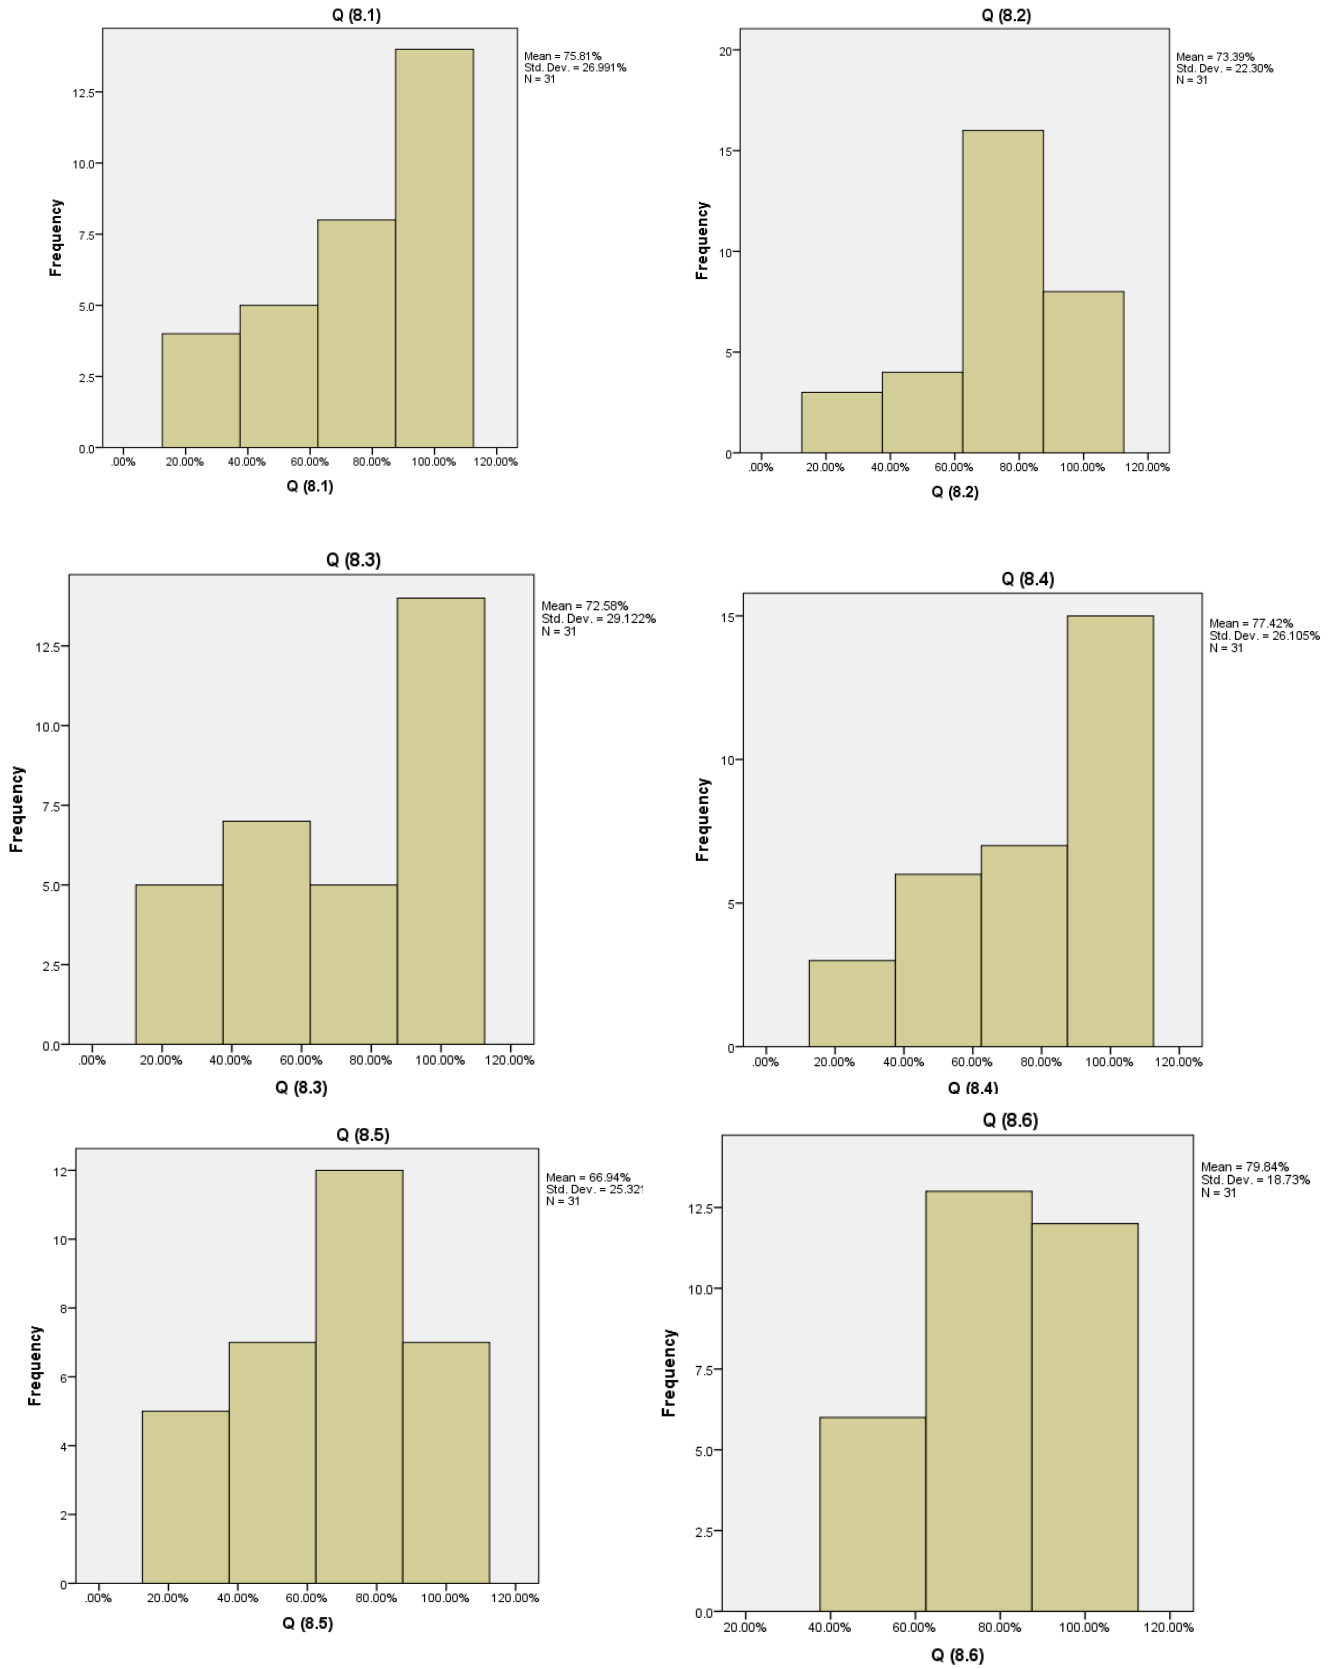 Q (8.1)
Mean = 75.81%
Std. Dev. = 26.991%
N = 31
12.5
10.0
7.5
5.0
2.5
0.0
Frequency
.00% 20.00% 40.00% 60.00% 80.00% 100.00% 120.00%
Q (8.1)
Q (8.2)
Mean = 73.39%
Std. Dev. = 22.30%
N = 31
20
15
10
5
0
Frequency
.00% 20.00% 40.00% 60.00% 80.00% 100.00% 120.00%
Q (8.2)
Q (8.3)
Mean = 72.58%
Std. Dev. = 29.122%
N = 31
12.5
10.0
7.5
5.0
2.5
0.0
Frequency
.00% 20.00% 40.00% 60.00% 80.00% 100.00% 120.00%
Q (8.3)
Q (8.4)
Mean = 77.42%
Std. Dev. = 26.105%
N = 31
15
10
5
0
Frequency
.00% 20.00% 40.00% 60.00% 80.00% 100.00% 120.00%
Q (8.4)
Q (8.5)
Mean = 66.94%
Std. Dev. = 25.321
N = 31
12
10
8
6
4
2
0
Frequency
.00% 20.00% 40.00% 60.00% 80.00% 100.00% 120.00%
Q (8.5)
Q (8.6)
Mean = 79.84%
Std. Dev. = 18.73%
N = 31
12.5
10.0
7.5
5.0
2.5
0.0
Frequency
20.00% 40.00% 60.00% 80.00% 100.00% 120.00%
Q (8.6)